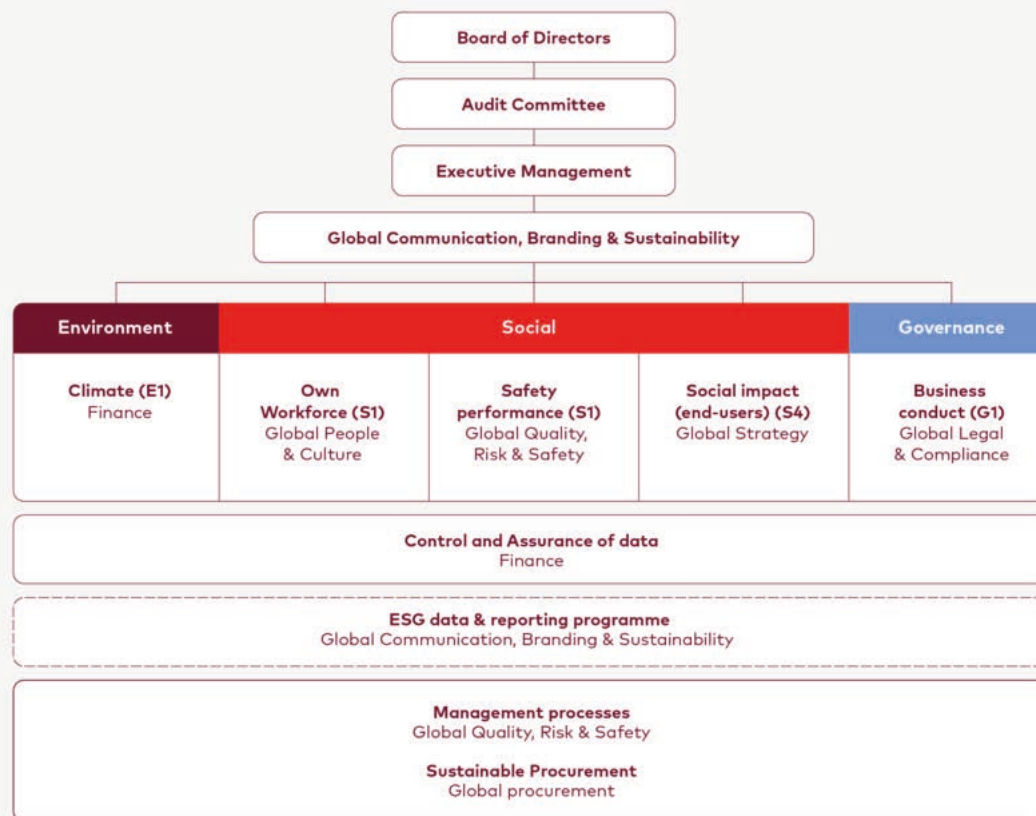 Board of Directors
Audit Committee
Executive Management
Global Communication, Branding & Sustainability
Environment
Social
Governance
Climate (E1)
Finance
Own
Workforce (S1)
Global People
& Culture
Safety
performance (S1)
Global Quality,
Risk & Safety
Social impact
(end-users) (S4)
Global Strategy
Business
conduct (G1)
Global Legal
& Compliance
Control and Assurance of data
Finance
ESG data & reporting programme
Global Communication, Branding & Sustainability
Management processes
Global Quality, Risk & Safety
Sustainable Procurement
Global procurement